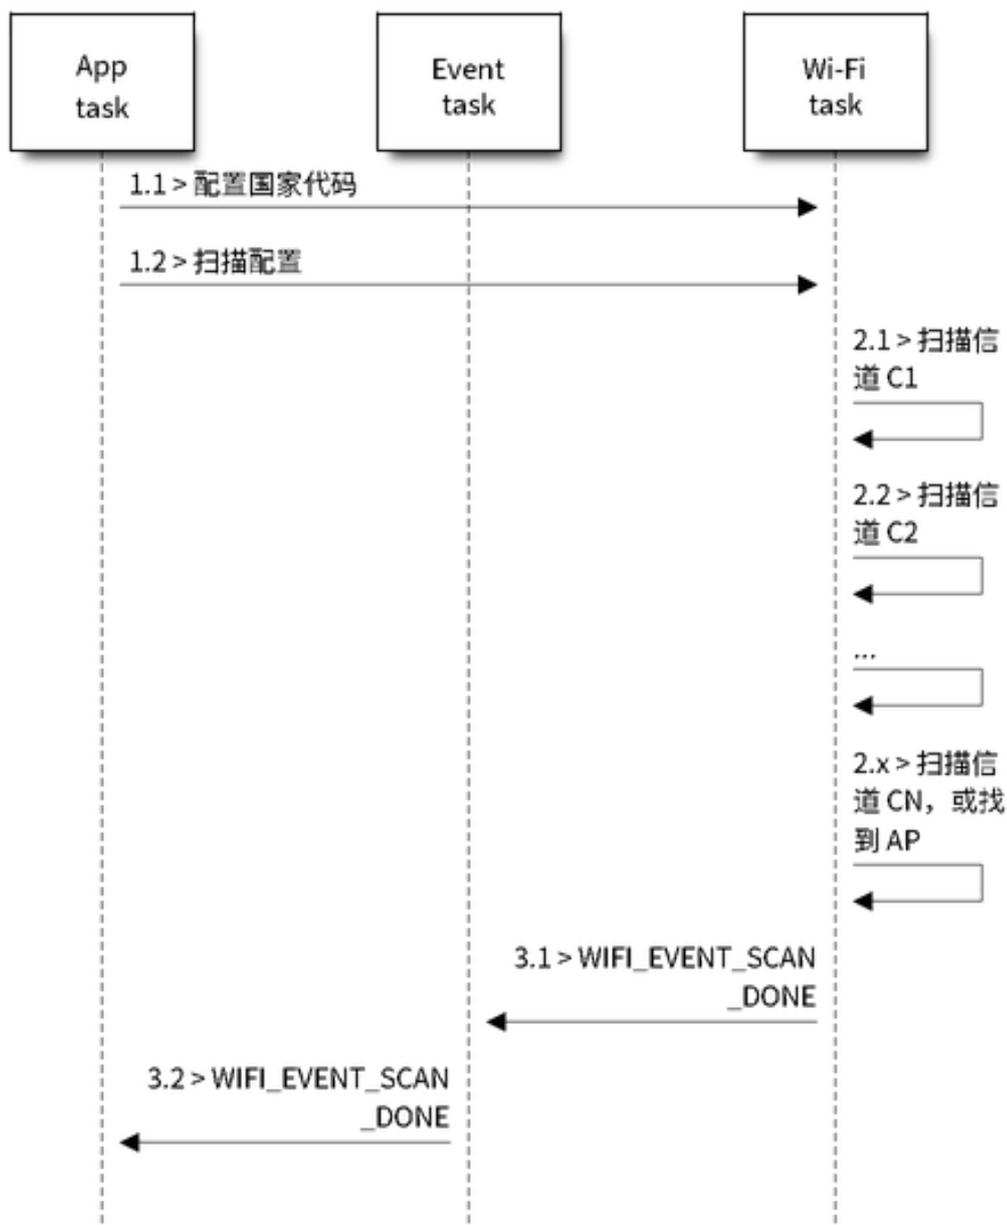 App
task
Event
task
Wi-Fi
task
1.1 > 配置国家代码
1.2 > 扫描配置
2.1 > 扫描信
道 C1
2.2 > 扫描信
道 C2
...
2.x > 扫描信
道 CN，或找
到 AP
3.1 > WIFI_EVENT_SCAN
_DONE
3.2 > WIFI_EVENT_SCAN
_DONE